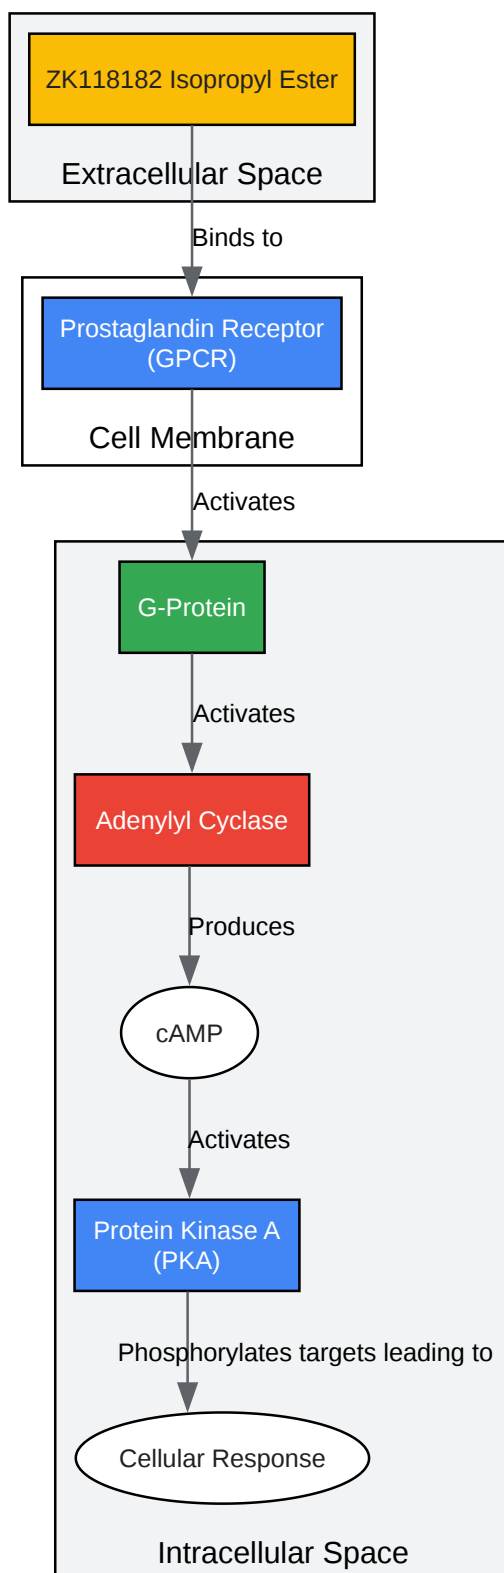 ZK118182 Isopropyl Ester
Extracellular Space
Binds to
Prostaglandin Receptor
(GPCR)
Cell Membrane
Activates
G-Protein
Activates
Adenylyl Cyclase
Produces
cAMP
Activates
Protein Kinase A
(PKA)
Phosphorylates targets leading to
Cellular Response
Intracellular Space